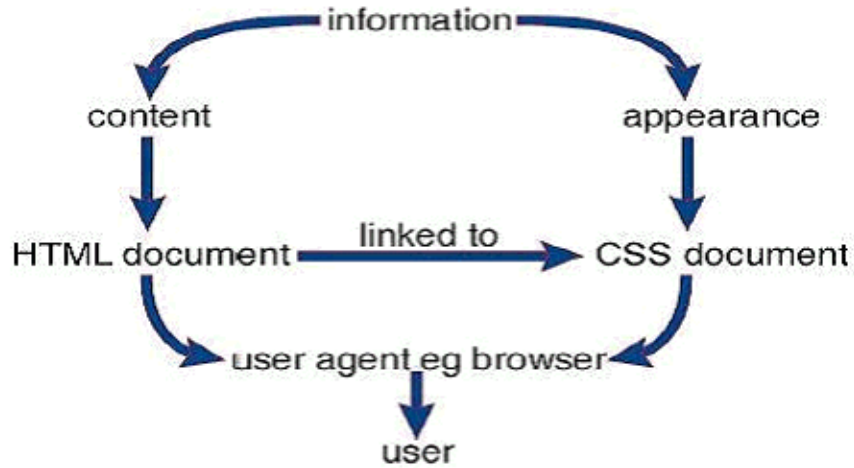 information
content
appearance
linked to
HTML document
CSS document
user agent eg browser
user